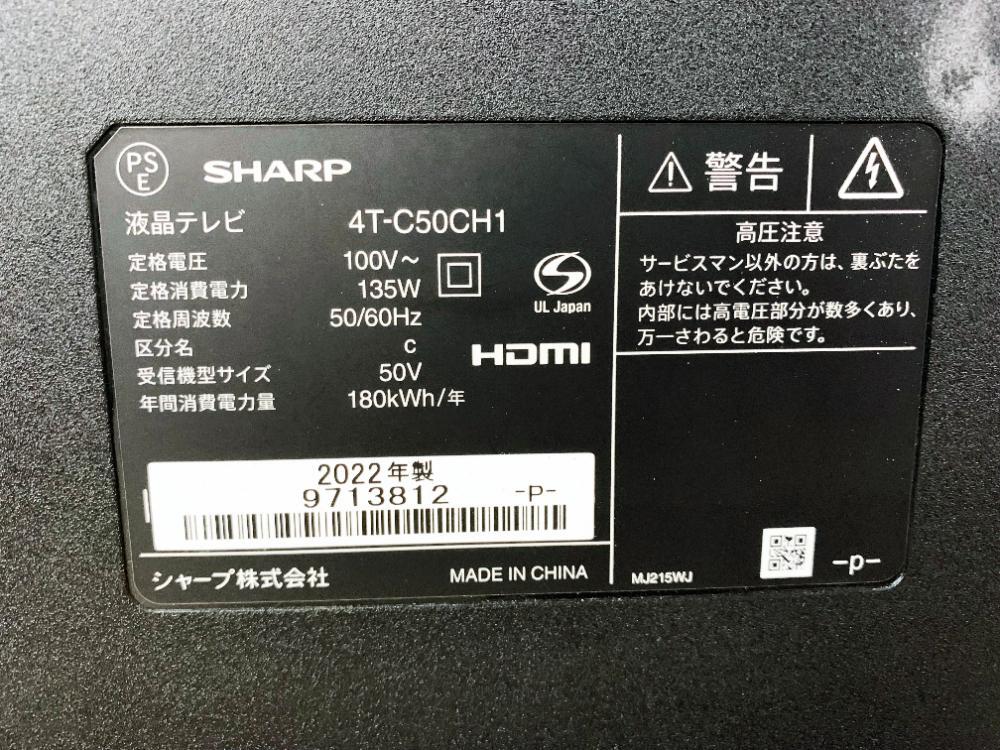 PSE
SHARP
液晶テレビ 4T-C50CH1
定格電圧 100V～
定格消費電力 135W
定格周波数 50/60Hz
区分名 C
受信機型サイズ 50V
年間消費電力量 180kWh/年
UL Japan
HDMI
2022年製
9713812 -P-
シャープ株式会社 MADE IN CHINA
警告
高圧注意
サービスマン以外の方は、裏ぶたを
あけないでください。
内部には高電圧部分が数多くあり、
万一さわると危険です。
MJ215WJ -p-